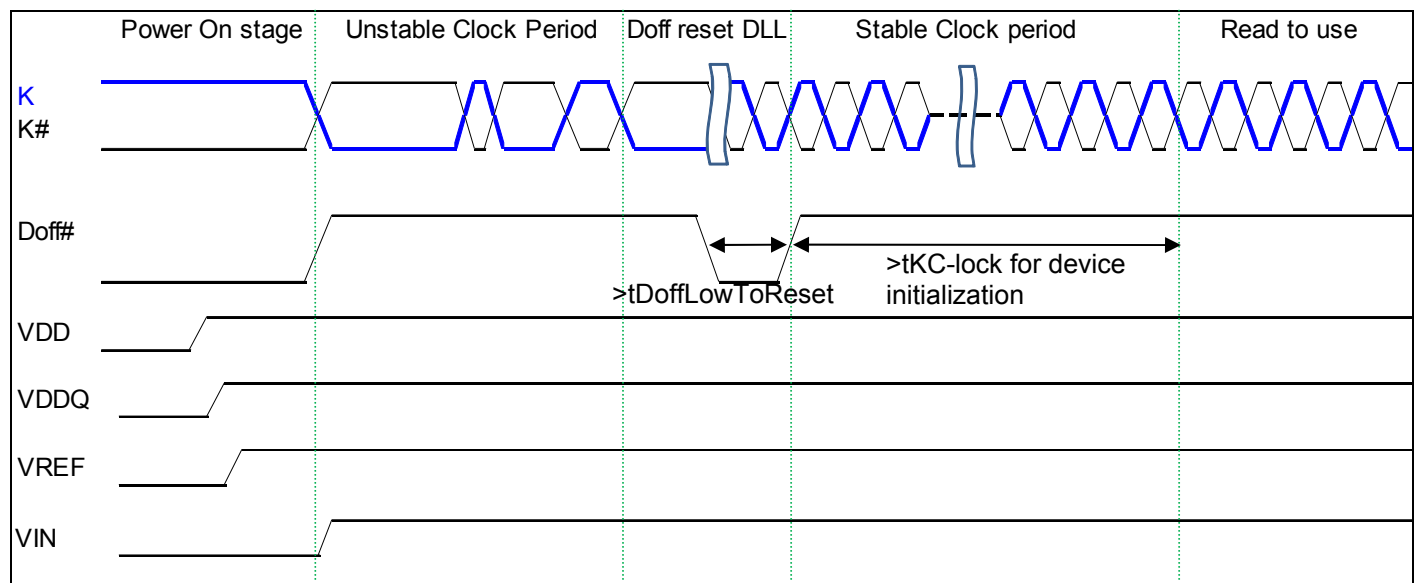 Power On stage
Unstable Clock Period
Doff reset DLL
Stable Clock period
Read to use
K
K#
Doff#
>tDoffLowToReset
>tKC-lock for device
initialization
VDD
VDDQ
VREF
VIN